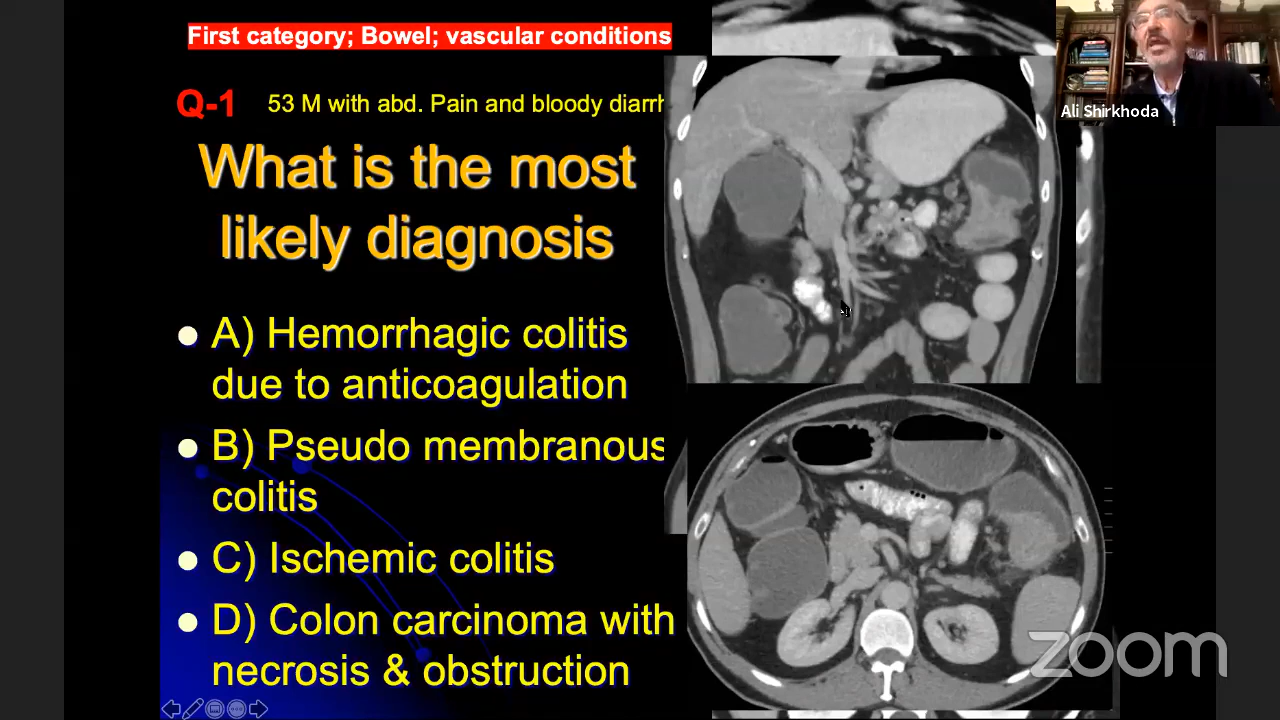 First category; Bowel; vascular conditions
Q-1 53 M with abd. Pain and bloody diarrh
Ali Shirkhoda
What is the most
likely diagnosis
A) Hemorrhagic colitis
due to anticoagulation
B) Pseudo membranous
colitis
C) Ischemic colitis
D) Colon carcinoma with
necrosis & obstruction
zoom